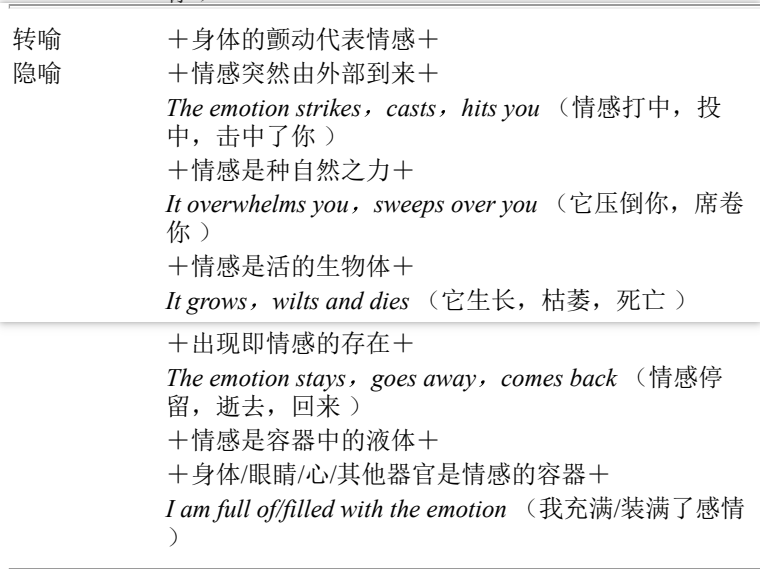 转喻 ＋身体的颤动代表情感＋
隐喻 ＋情感突然由外部到来＋
The emotion strikes，casts，hits you （情感打中，投
中，击中了你 ）
＋情感是种自然之力＋
It overwhelms you，sweeps over you （它压倒你，席卷
你 ）
＋情感是活的生物体＋
It grows，wilts and dies （它生长，枯萎，死亡 ）
＋出现即情感的存在＋
The emotion stays，goes away，comes back （情感停
留，逝去，回来 ）
＋情感是容器中的液体＋
＋身体/眼睛/心/其他器官是情感的容器＋
I am full of/filled with the emotion （我充满/装满了感情
）